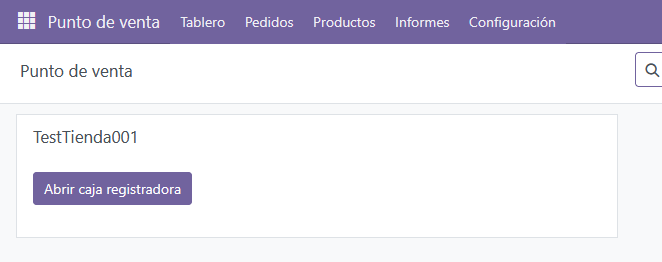 Punto de venta Tablero Pedidos Productos Informes Configuración
Punto de venta
TestTienda001
Abrir caja registradora